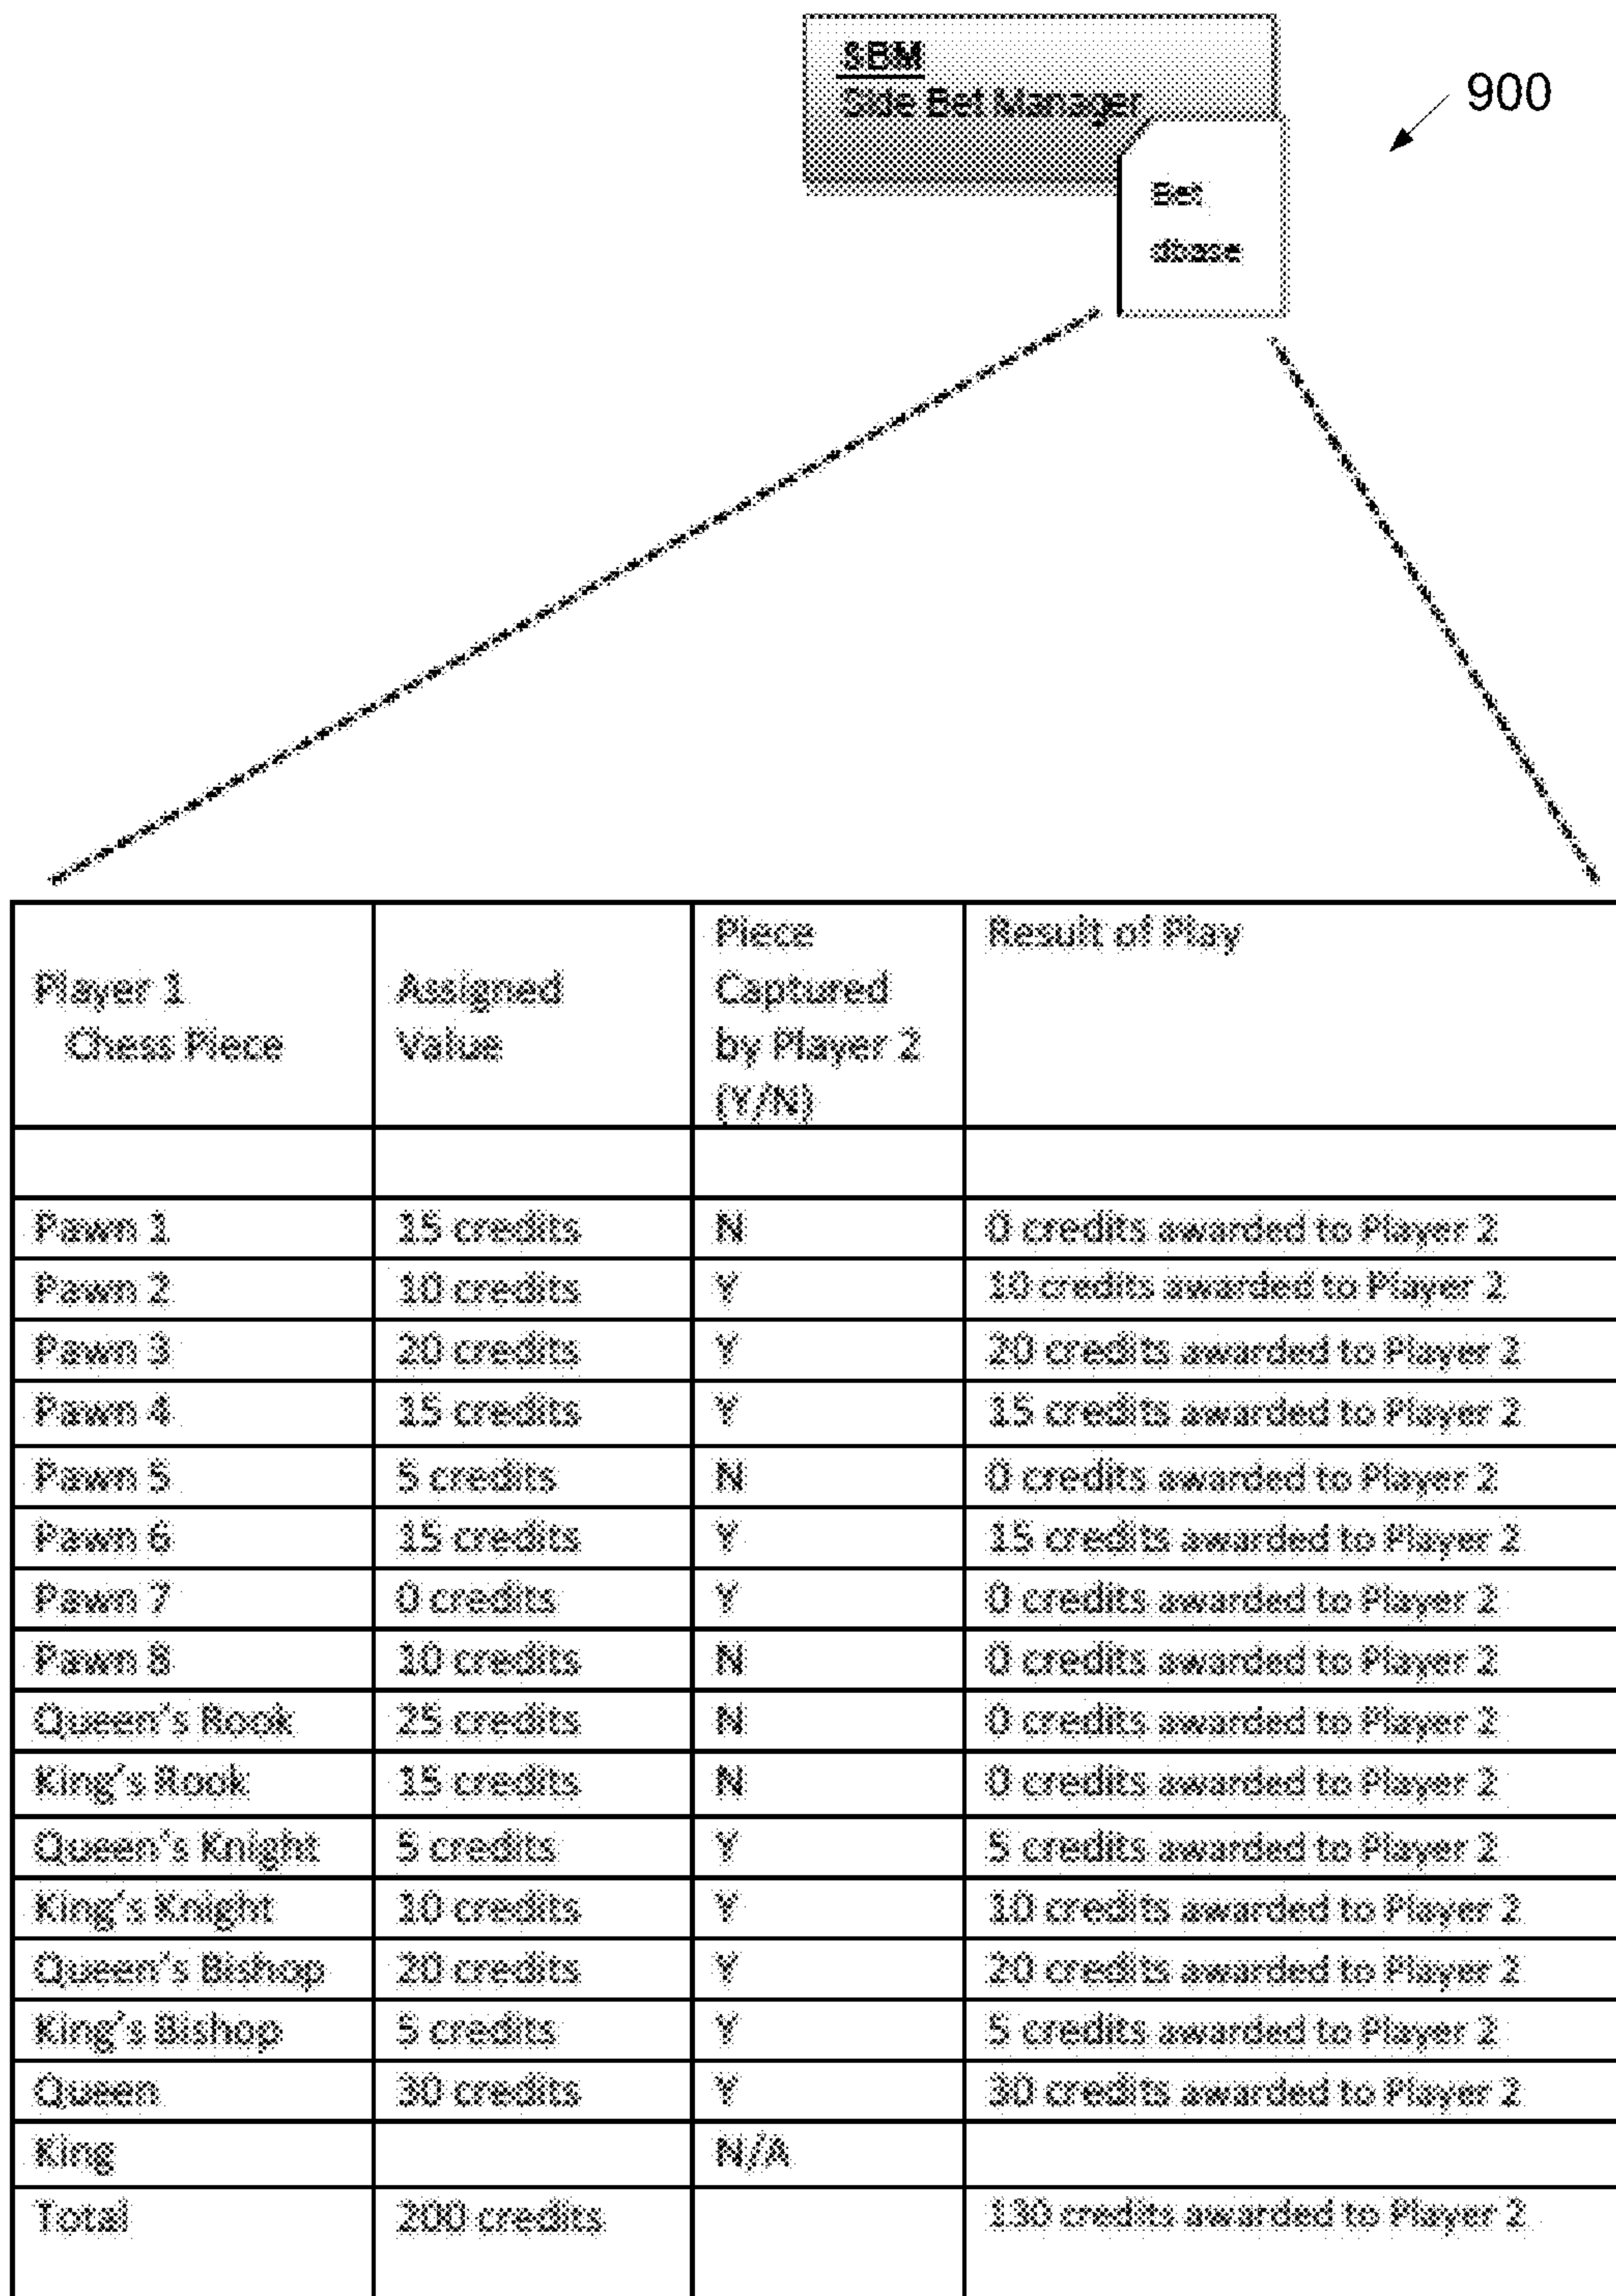 SBM
Side Bet Manager
900
Bet
dbase
Player 1
Chess Piece
Assigned
Value
Piece
Captured
by Player 2
(Y/N)
Result of Play
Pawn 1 15 credits N 0 credits awarded to Player 2
Pawn 2 10 credits Y 10 credits awarded to Player 2
Pawn 3 20 credits Y 20 credits awarded to Player 2
Pawn 4 15 credits Y 15 credits awarded to Player 2
Pawn 5 5 credits N 0 credits awarded to Player 2
Pawn 6 15 credits Y 15 credits awarded to Player 2
Pawn 7 0 credits Y 0 credits awarded to Player 2
Pawn 8 10 credits N 0 credits awarded to Player 2
Queen's Rook 25 credits N 0 credits awarded to Player 2
King's Rook 15 credits N 0 credits awarded to Player 2
Queen's Knight 5 credits Y 5 credits awarded to Player 2
King's Knight 10 credits Y 10 credits awarded to Player 2
Queen's Bishop 20 credits Y 20 credits awarded to Player 2
King's Bishop 5 credits Y 5 credits awarded to Player 2
Queen 30 credits Y 30 credits awarded to Player 2
King N/A
Total 200 credits 130 credits awarded to Player 2